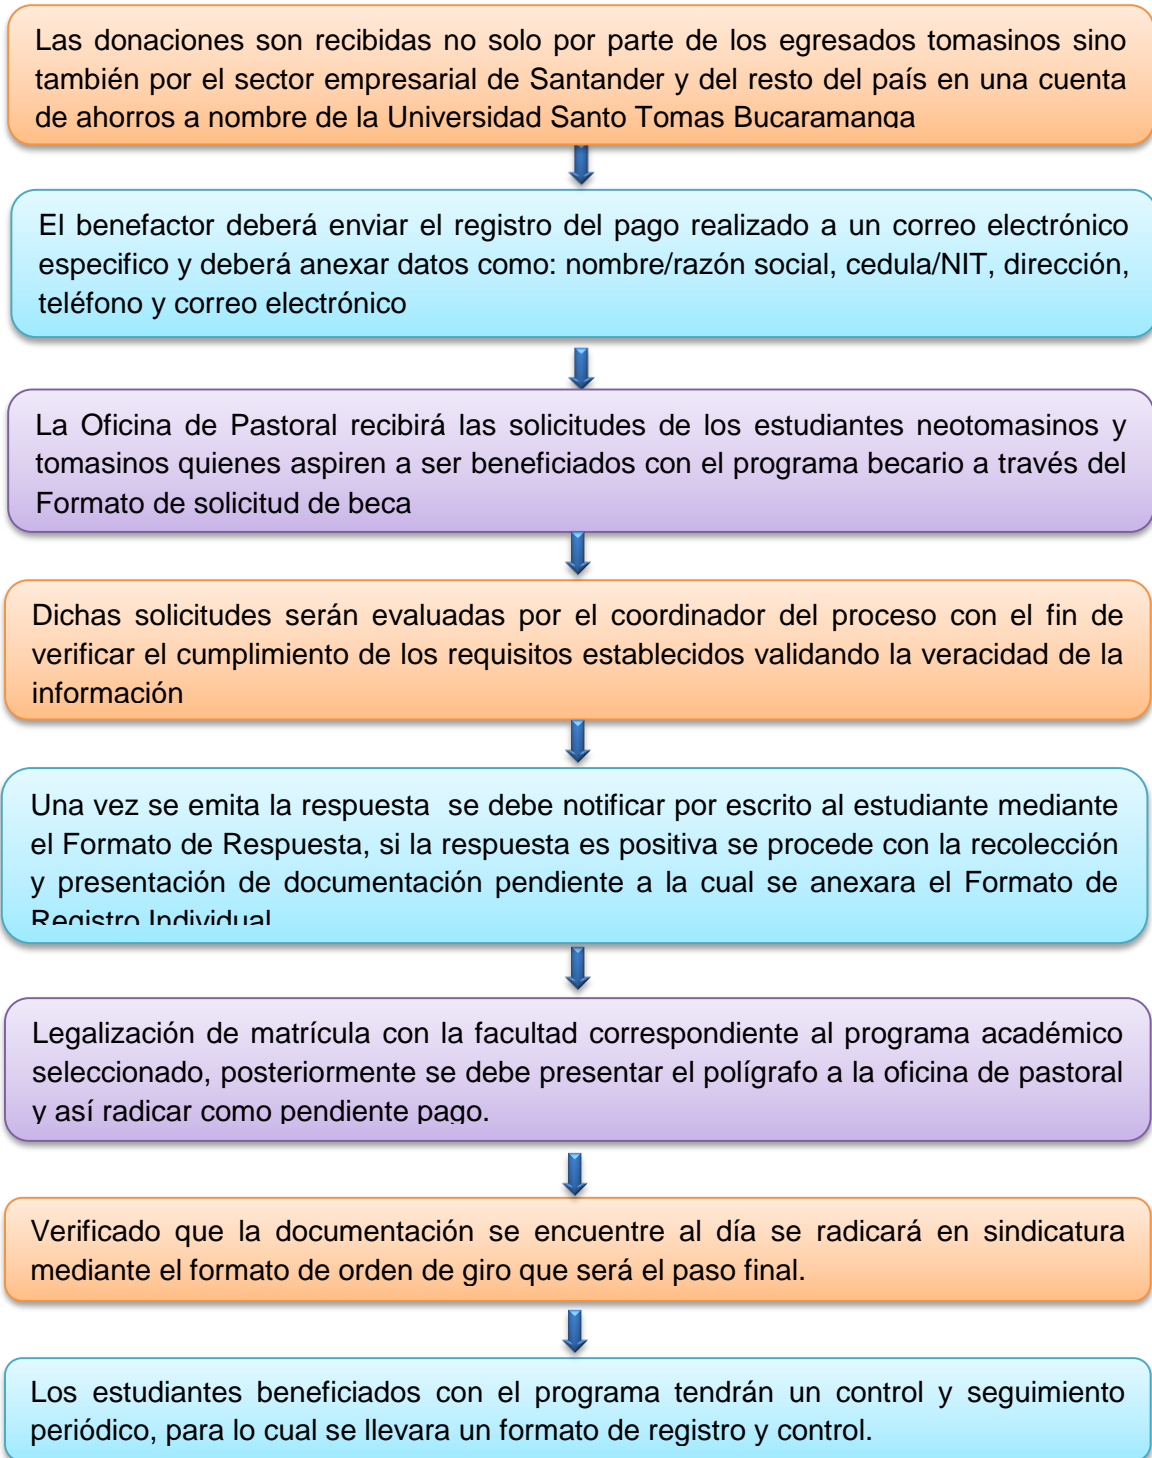 Las donaciones son recibidas no solo por parte de los egresados tomasinos sino
también por el sector empresarial de Santander y del resto del país en una cuenta
de ahorros a nombre de la Universidad Santo Tomas Bucaramanga
El benefactor deberá enviar el registro del pago realizado a un correo electrónico
especifico y deberá anexar datos como: nombre/razón social, cedula/NIT, dirección,
teléfono y correo electrónico
La Oficina de Pastoral recibirá las solicitudes de los estudiantes neotomasinos y
tomasinos quienes aspiren a ser beneficiados con el programa becario a través del
Formato de solicitud de beca
Dichas solicitudes serán evaluadas por el coordinador del proceso con el fin de
verificar el cumplimiento de los requisitos establecidos validando la veracidad de la
información
Una vez se emita la respuesta  se debe notificar por escrito al estudiante mediante
el Formato de Respuesta, si la respuesta es positiva se procede con la recolección
y presentación de documentación pendiente a la cual se anexara el Formato de
Registro Individual
Legalización de matrícula con la facultad correspondiente al programa académico
seleccionado, posteriormente se debe presentar el polígrafo a la oficina de pastoral
y así radicar como pendiente pago.
Verificado que la documentación se encuentre al día se radicará en sindicatura
mediante el formato de orden de giro que será el paso final.
Los estudiantes beneficiados con el programa tendrán un control y seguimiento
periódico, para lo cual se llevara un formato de registro y control.